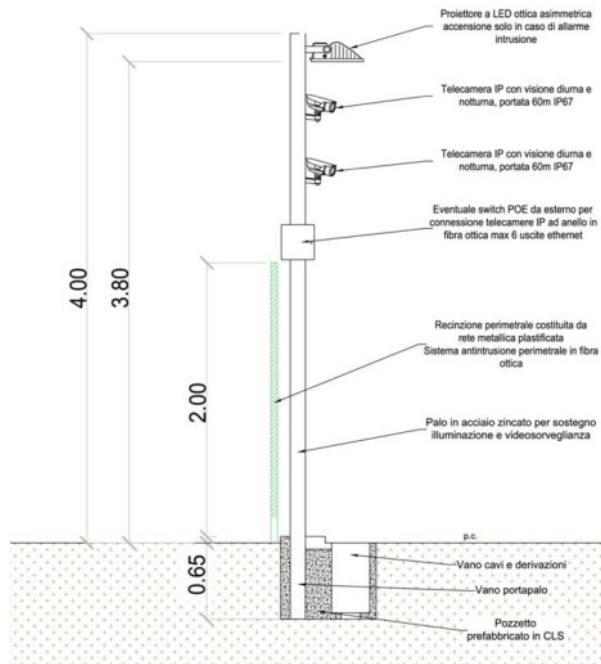 Proiettore a LED ottica asimmetrica
accensione solo in caso di allarme
intrusione
Telecamera IP con visione diurna e
notturna, portata 60m IP67
Telecamera IP con visione diurna e
notturna, portata 60m IP67
Eventuale switch POE da esterno per
connessione telecamere IP ad anello in
fibra ottica max 6 uscite ethernet
4.00
3.80
2.00
Recinzione perimetrale costituita da
rete metallica plastificata
Sistema antintrusione perimetrale in fibra
ottica
Palo in acciaio zincato per sostegno
illuminazione e videosorveglianza
p.c.
0.65
Vano cavi e derivazioni
Vano portapalo
Pozzetto
prefabbricato in CLS